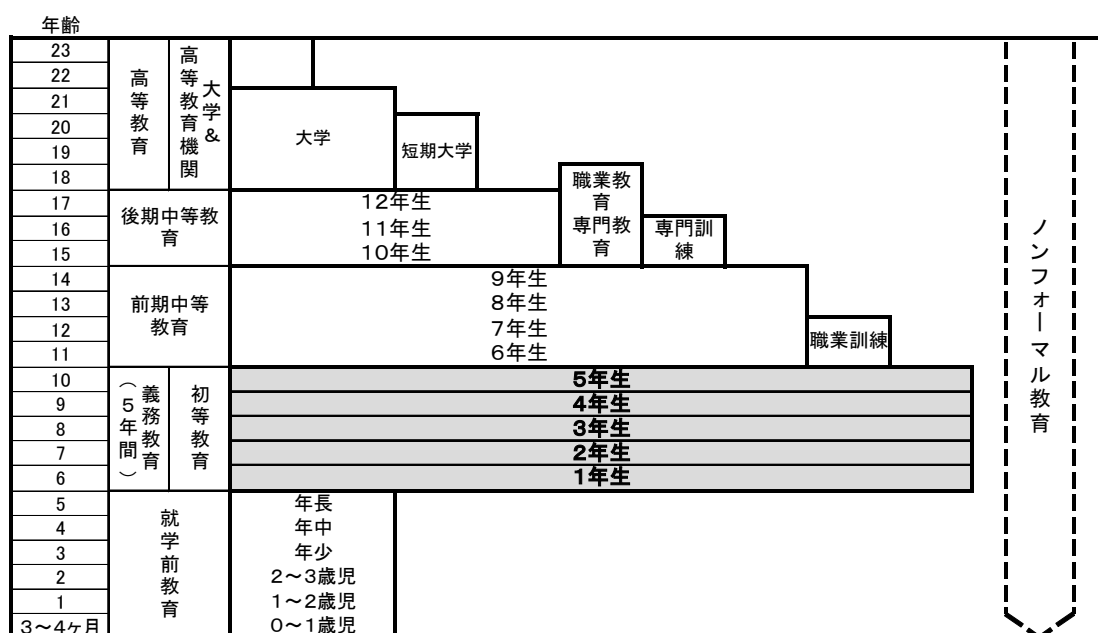 年齢
23
22
21
20
19
18
17
16
15
14
13
12
11
10
9
8
7
6
5
4
3
2
1
3～4ヶ月
高等教育
大学&
高等教育機関
後期中等教
育
前期中等
教育
義務教育
（5年間）
初等教育
就学前教育
大学
短期大学
12年生
11年生
10年生
職業教
育
専門教
育
専門訓
練
9年生
8年生
7年生
6年生
職業訓練
5年生
4年生
3年生
2年生
1年生
年長
年中
年少
2～3歳児
1～2歳児
0～1歳児
ノンフォーマル教育